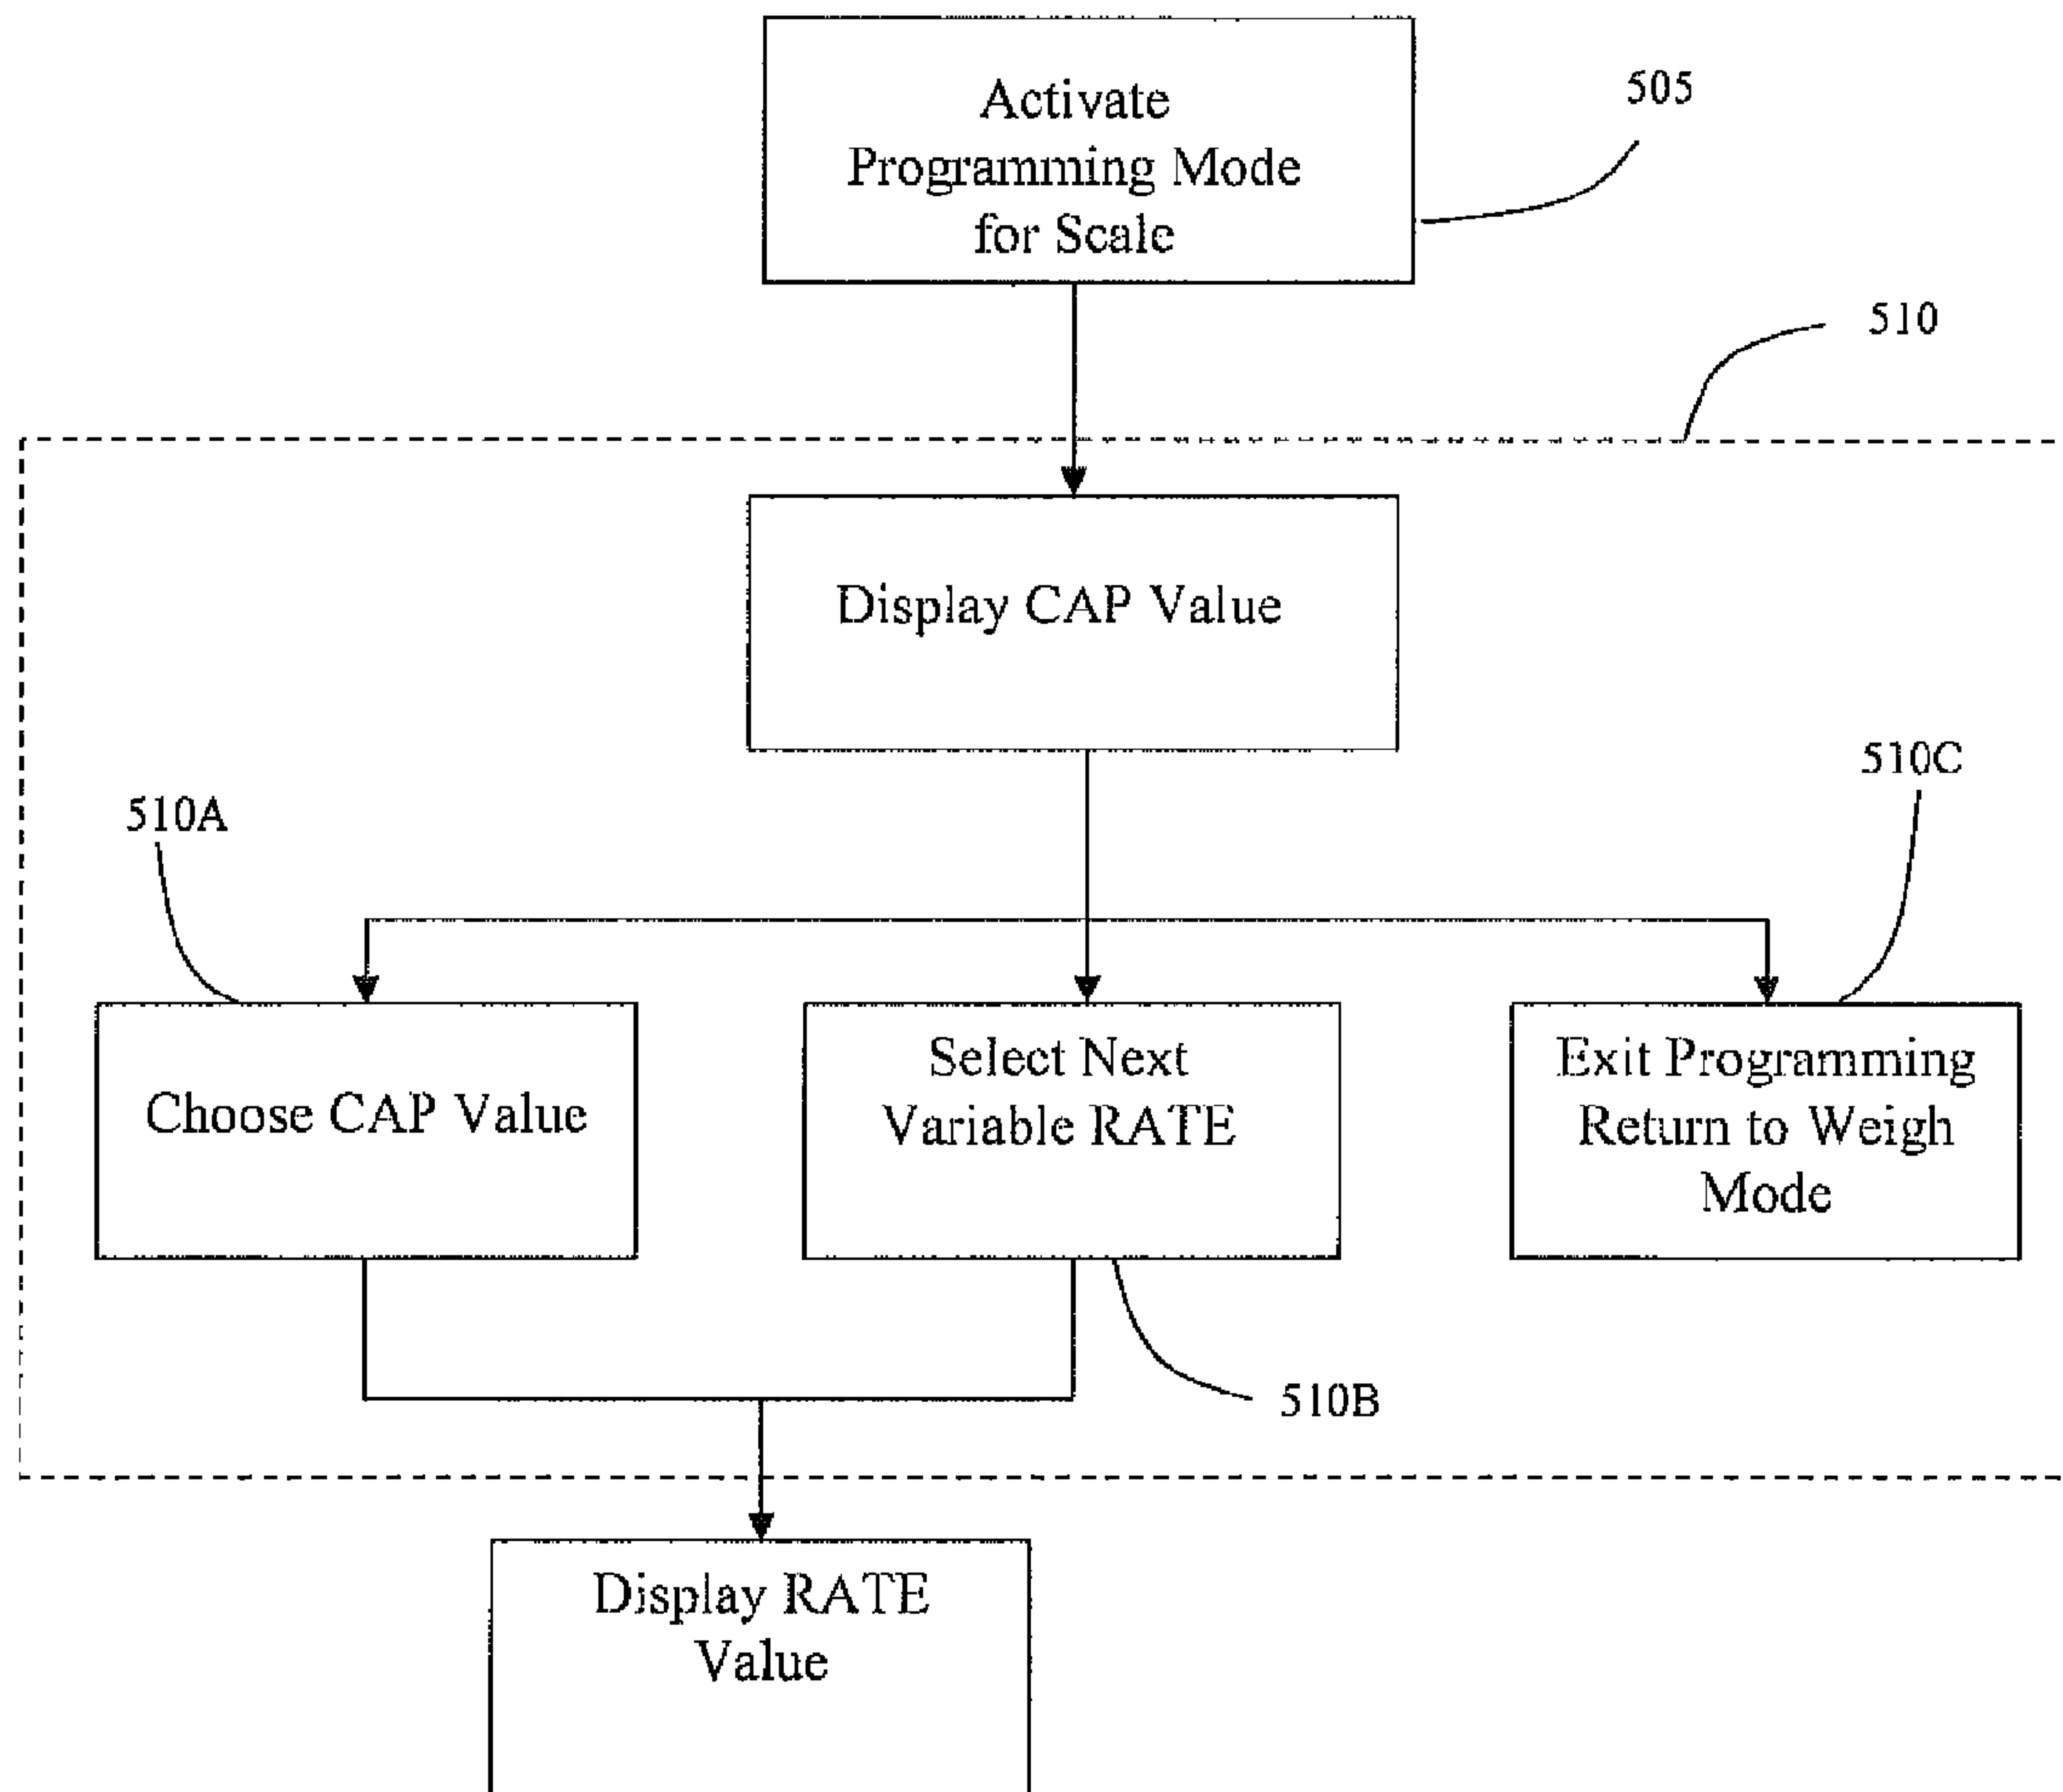 Activate
Programming Mode
for Scale
505
510
Display CAP Value
510C
510A
Choose CAP Value
Select Next
Variable RATE
Exit Programming
Return to Weigh
Mode
510B
Display RATE
Value